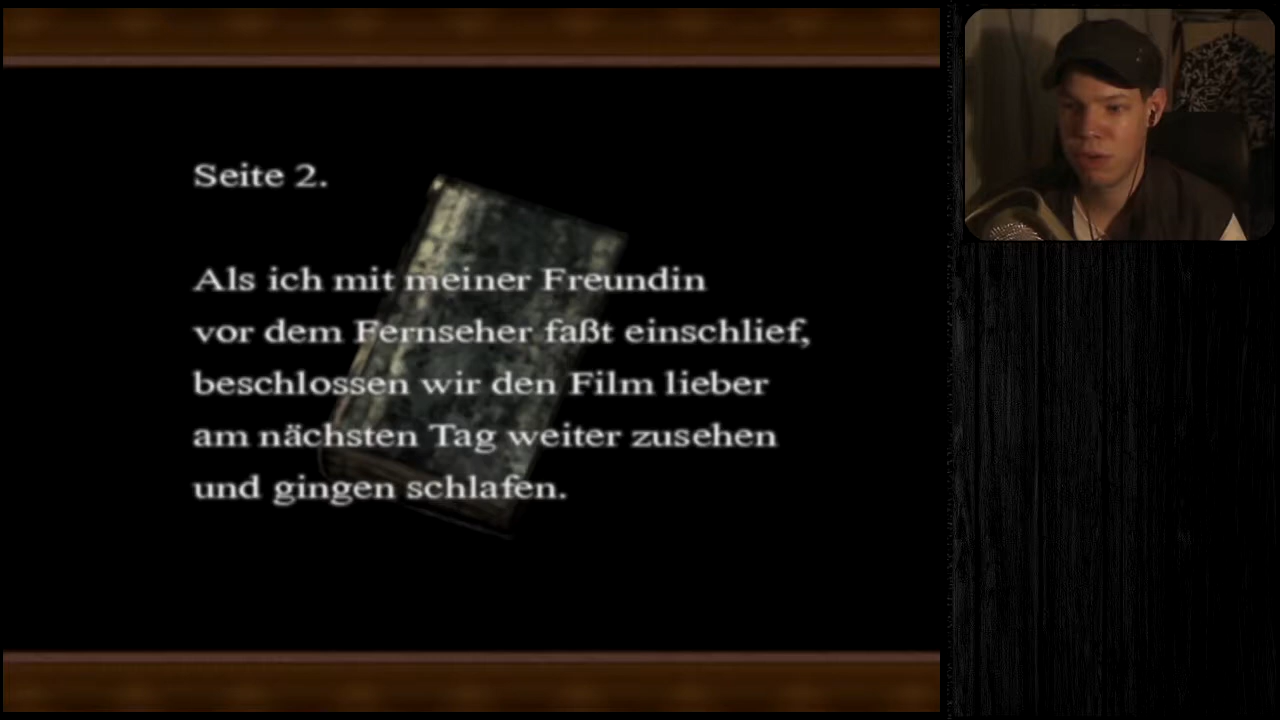 Seite 2.
Als ich mit meiner Freundin
vor dem Fernseher faßt einschlief,
beschlossen wir den Film lieber
am nächsten Tag weiter zusehen
und gingen schlafen.